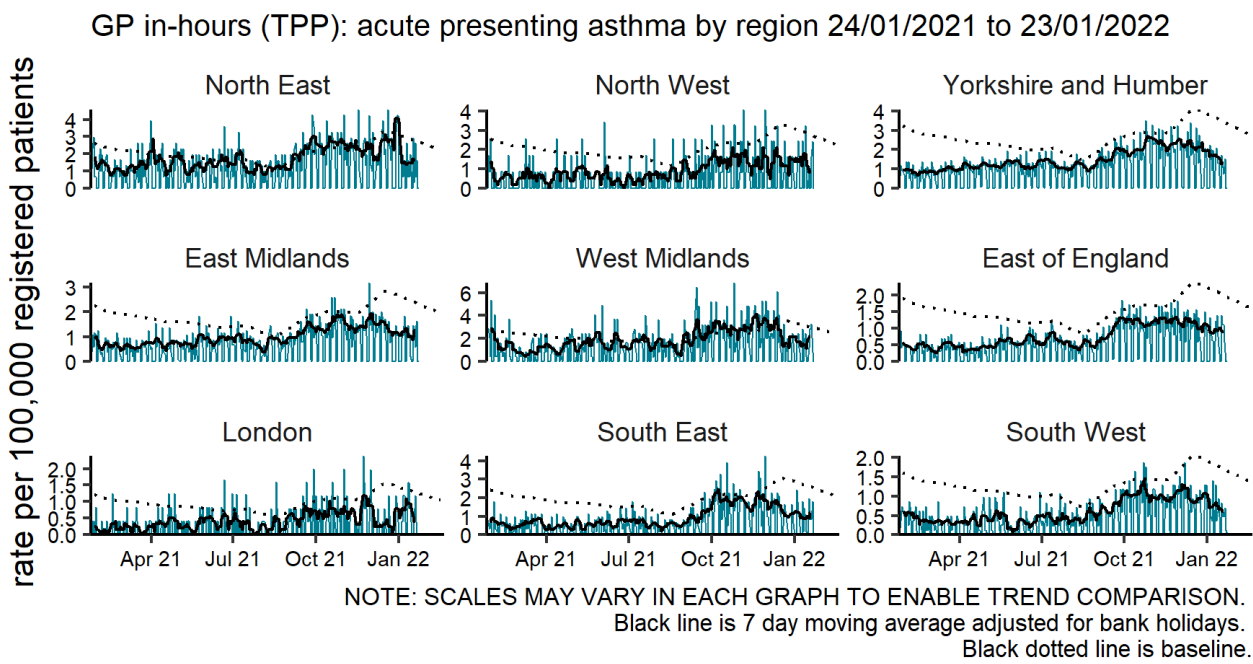 GP in-hours (TPP): acute presenting asthma by region 24/01/2021 to 23/01/2022
rate per 100,000 registered patients
North East
4
3
2
1
0
North West
4
3
2
1
0
Yorkshire and Humber
4
3
2
1
0
East Midlands
3
2
1
0
West Midlands
6
4
2
0
East of England
2.0
1.5
1.0
0.5
0.0
London
2.0
1.5
1.0
0.5
0.0
Apr 21 Jul 21 Oct 21 Jan 22
South East
4
3
2
1
0
Apr 21 Jul 21 Oct 21 Jan 22
South West
2.0
1.5
1.0
0.5
0.0
Apr 21 Jul 21 Oct 21 Jan 22
NOTE: SCALES MAY VARY IN EACH GRAPH TO ENABLE TREND COMPARISON.
Black line is 7 day moving average adjusted for bank holidays.
Black dotted line is baseline.